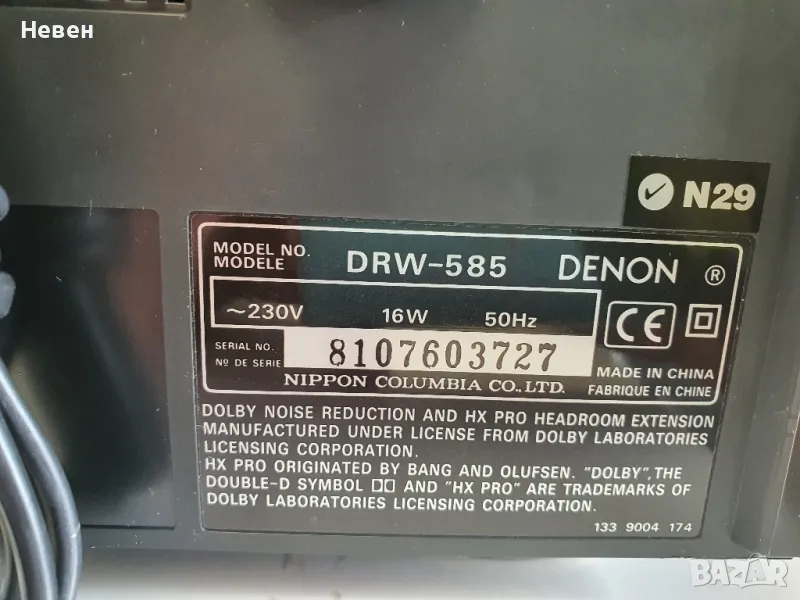 Невен
N29
MODEL NO.
MODELE
DRW-585
DENON ®
~230V 16W 50Hz
CE
SERIAL NO.
Nº DE SERIE
8107603727
NIPPON COLUMBIA CO., LTD.
MADE IN CHINA
FABRIQUE EN CHINE
DOLBY NOISE REDUCTION AND HX PRO HEADROOM EXTENSION
MANUFACTURED UNDER LICENSE FROM DOLBY LABORATORIES
LICENSING CORPORATION.
HX PRO ORIGINATED BY BANG AND OLUFSEN. "DOLBY", THE
DOUBLE-D SYMBOL AND "HX PRO" ARE TRADEMARKS OF
DOLBY LABORATORIES LICENSING CORPORATION.
133 9004 174
BAZAR